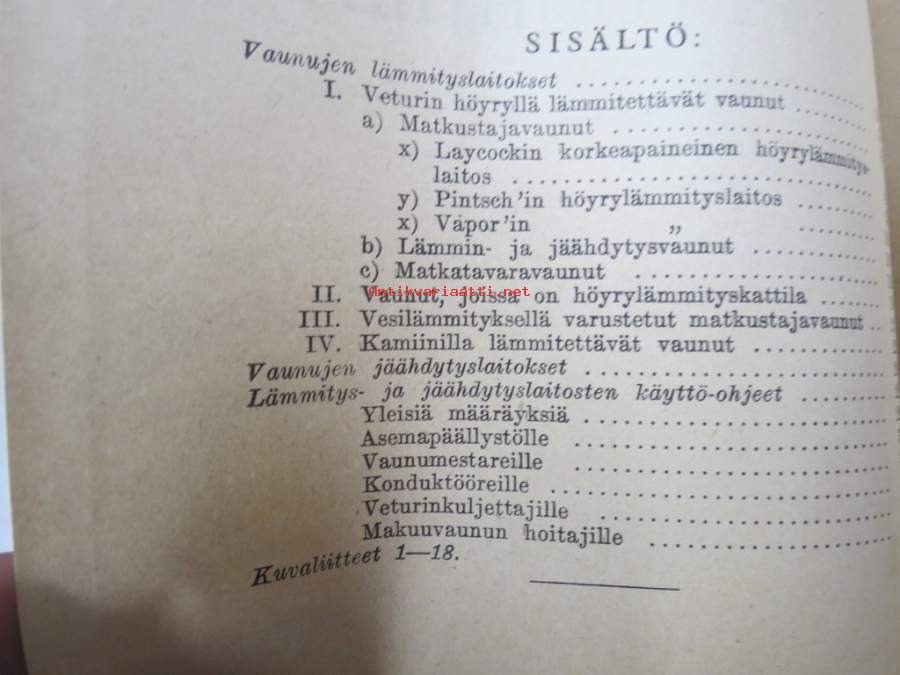 SISÄLTÖ:
Vaunujen lämmityslaitokset ..................
I. Veturin höyryllä lämmitettävät vaunut ......
a) Matkustajavaunut ..................
x) Laycockin korkeapaineinen höyrylämmitys-
laitos ..........................
y) Pintsch'in höyrylämmityslaitos ......
x) Vapor'in „ ......
b) Lämmin- ja jäähdytysvaunut .........
c) Matkatavaravaunut ................
Antikvariaatti.net
II. Vaunut, joissa on höyrylämmityskattila ......
III. Vesilämmityksellä varustetut matkustajavaunut ..
IV. Kamiinilla lämmitettävät vaunut ...........
Vaunujen jäähdytyslaitokset ......................
Lämmitys- ja jäähdytyslaitosten käyttö-ohjeet .........
Yleisiä määräyksiä ........................
Asemapäällystölle ........................
Vaunumestareille ........................
Konduktööreille ..........................
Veturinkuljettajille ......................
Makuuvaunun hoitajille ..................
Kuvaliitteet 1—18.